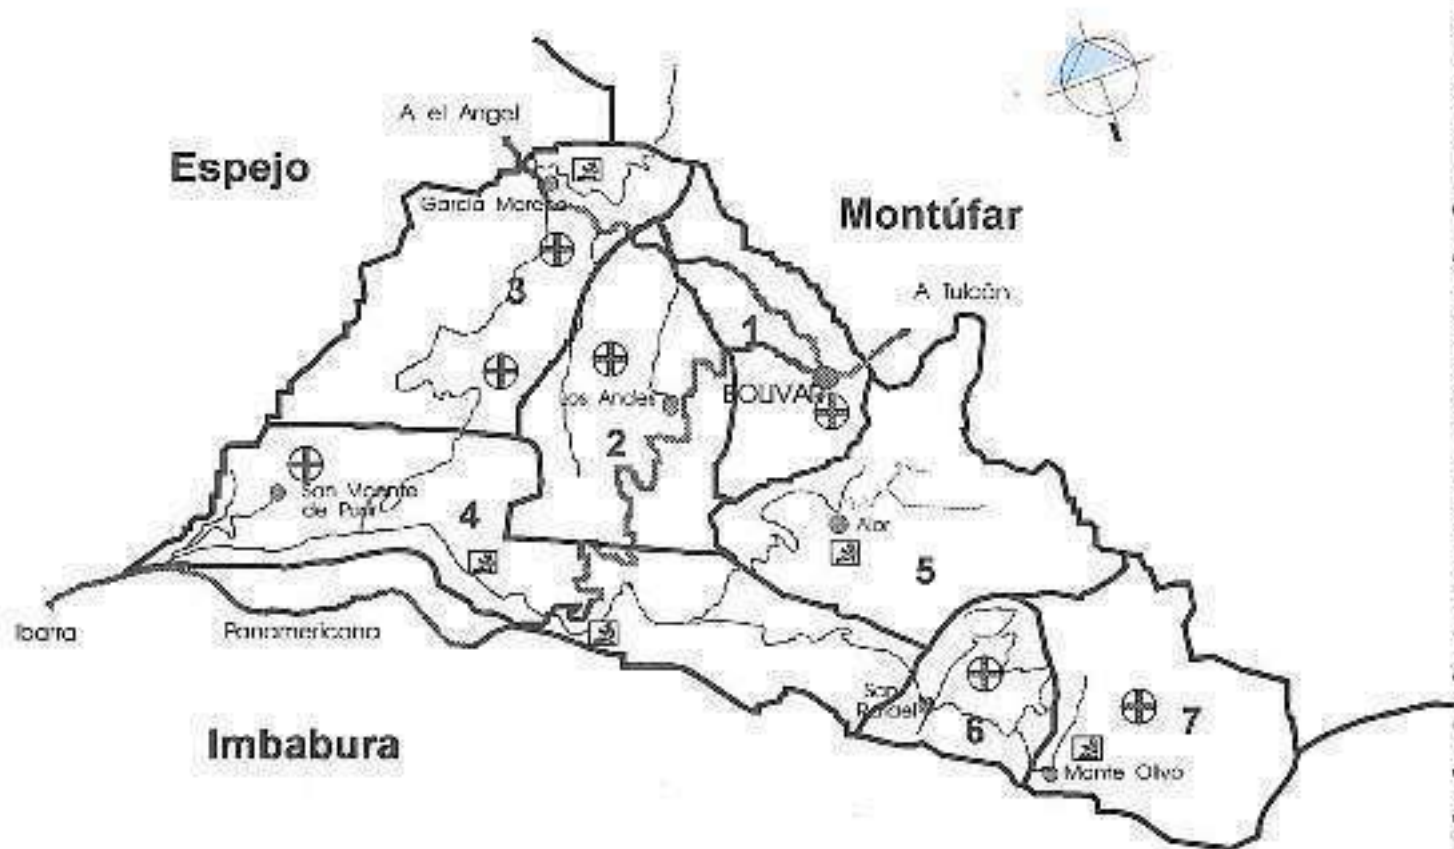 A el Angel
Espejo
García Moreno
Montúfar
A Tulcán
3
1
BOLIVAR
Los Andes
2
San Vicente
de Pusir
4
Alor
5
Ibarra
Panamericana
San
Rafael
6
7
Imbabura
Monte Olivo